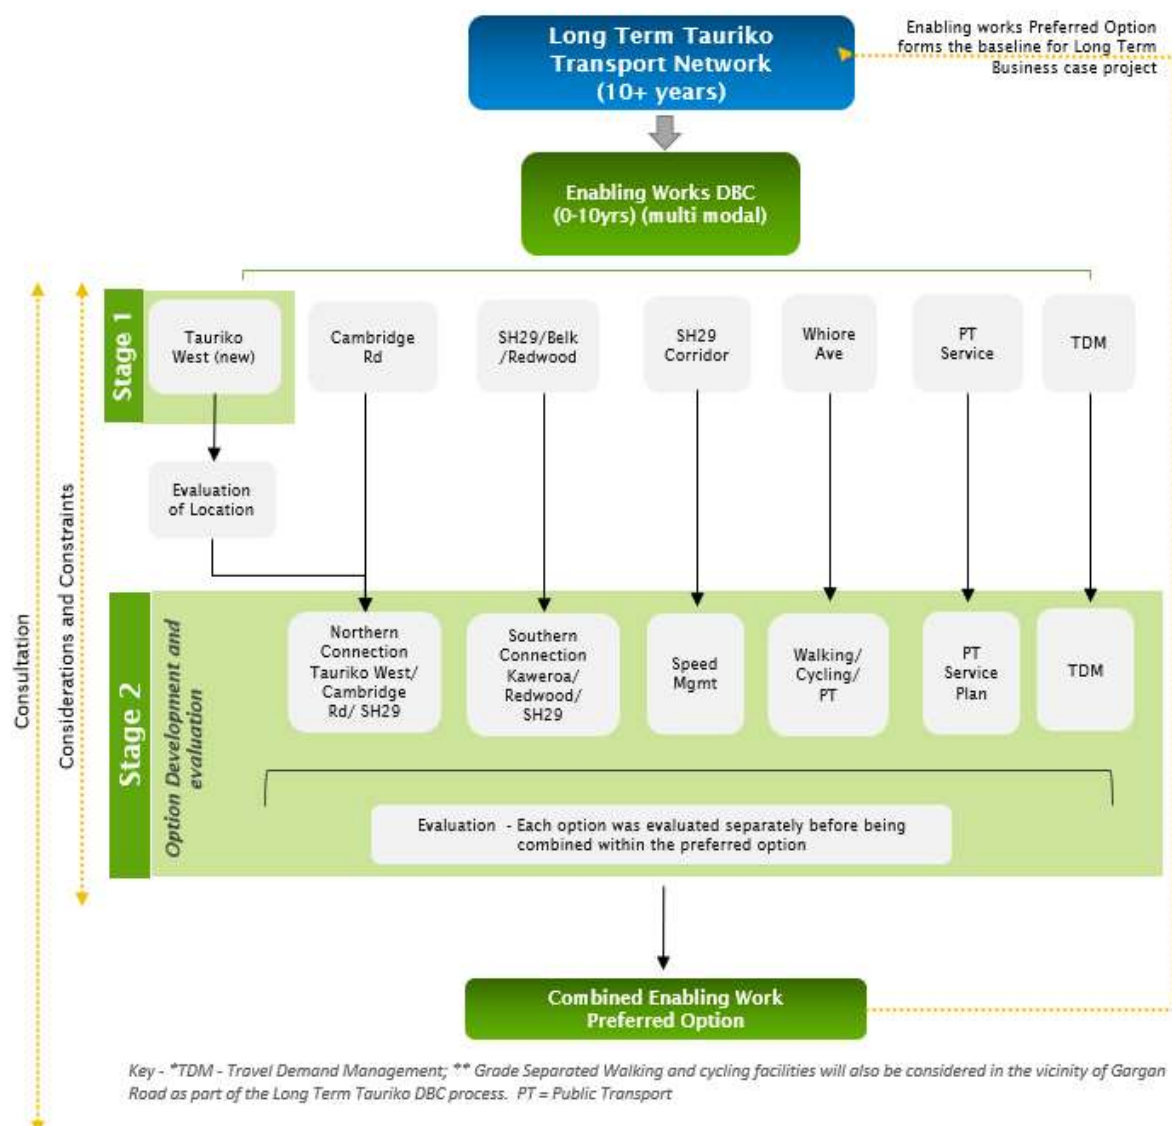 Long Term Tauriko
Transport Network
(10+ years)
Enabling works Preferred Option
forms the baseline for Long Term
Business case project
Enabling Works DBC
(0-10yrs) (multi modal)
Stage 1
Tauriko
West (new)
Cambridge
Rd
SH29/Belk
/Redwood
SH29
Corridor
Whiore
Ave
PT
Service
TDM
Evaluation
of Location
Consultation
Considerations and Constraints
Stage 2
Option Development and
evaluation
Northern
Connection
Tauriko West/
Cambridge
Rd/ SH29
Southern
Connection
Kaweroa/
Redwood/
SH29
Speed
Mgmt
Walking/
Cycling/
PT
PT
Service
Plan
TDM
Evaluation - Each option was evaluated separately before being
combined within the preferred option
Combined Enabling Work
Preferred Option
Key - *TDM - Travel Demand Management; ** Grade Separated Walking and cycling facilities will also be considered in the vicinity of Gargan
Road as part of the Long Term Tauriko DBC process. PT = Public Transport